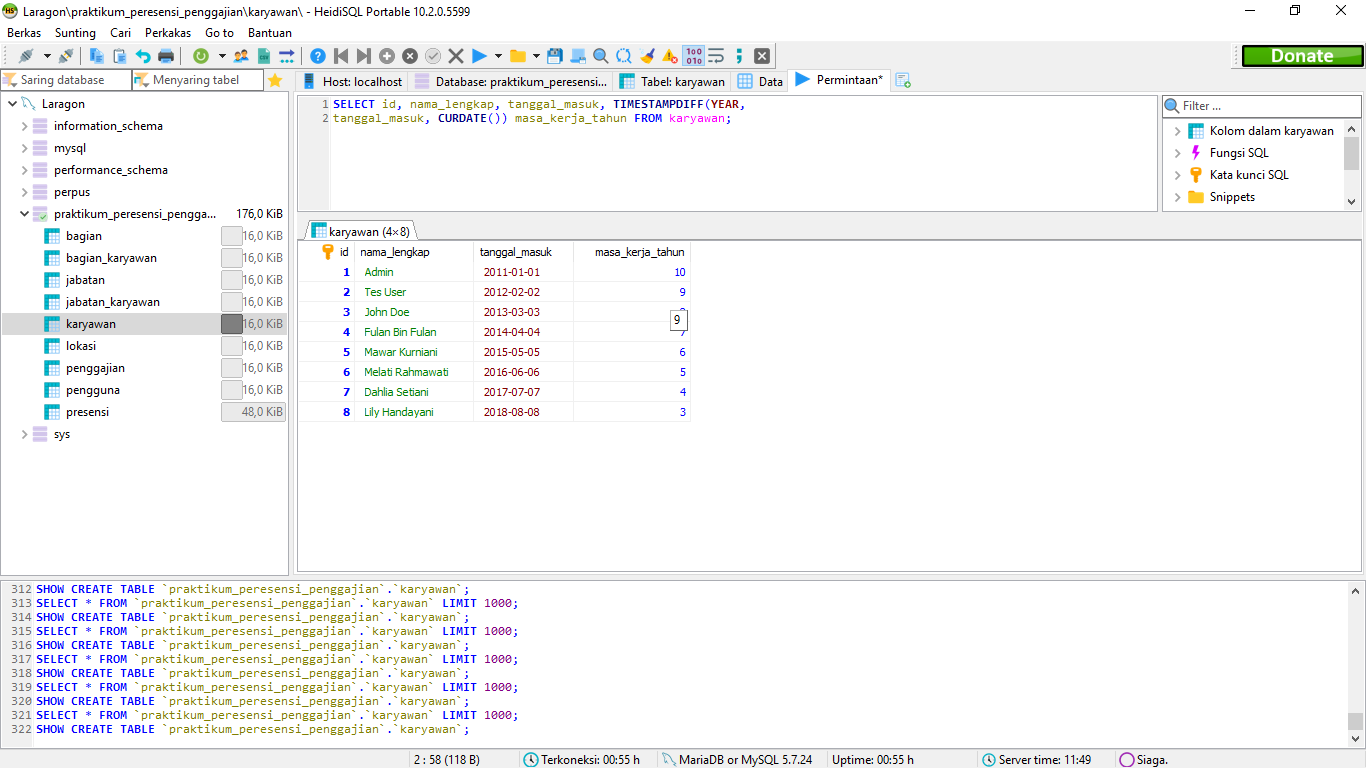 Laragon\praktikum_peresensi_penggajian\karyawan\ - HeidiSQL Portable 10.2.0.5599
Berkas Sunting Cari Perkakas Go to Bantuan
Donate
Saring database Menyaring tabel
Host: localhost Database: praktikum_peresensi... Tabel: karyawan Data Permintaan*
Laragon
information_schema
mysql
performance_schema
perpus
praktikum_peresensi_pengga... 176,0 KiB
bagian 16,0 KiB
bagian_karyawan 16,0 KiB
jabatan 16,0 KiB
jabatan_karyawan 16,0 KiB
karyawan 16,0 KiB
lokasi 16,0 KiB
penggajian 16,0 KiB
pengguna 16,0 KiB
presensi 48,0 KiB
sys
1 SELECT id, nama_lengkap, tanggal_masuk, TIMESTAMPDIFF(YEAR,
2 tanggal_masuk, CURDATE()) masa_kerja_tahun FROM karyawan;
Filter ...
Kolom dalam karyawan
Fungsi SQL
Kata kunci SQL
Snippets
karyawan (4×8)
id nama_lengkap tanggal_masuk masa_kerja_tahun
1 Admin 2011-01-01 10
2 Tes User 2012-02-02 9
3 John Doe 2013-03-03
9
4 Fulan Bin Fulan 2014-04-04 7
5 Mawar Kurniani 2015-05-05 6
6 Melati Rahmawati 2016-06-06 5
7 Dahlia Setiani 2017-07-07 4
8 Lily Handayani 2018-08-08 3
312 SHOW CREATE TABLE `praktikum_peresensi_penggajian`.`karyawan`;
313 SELECT * FROM `praktikum_peresensi_penggajian`.`karyawan` LIMIT 1000;
314 SHOW CREATE TABLE `praktikum_peresensi_penggajian`.`karyawan`;
315 SELECT * FROM `praktikum_peresensi_penggajian`.`karyawan` LIMIT 1000;
316 SHOW CREATE TABLE `praktikum_peresensi_penggajian`.`karyawan`;
317 SELECT * FROM `praktikum_peresensi_penggajian`.`karyawan` LIMIT 1000;
318 SHOW CREATE TABLE `praktikum_peresensi_penggajian`.`karyawan`;
319 SELECT * FROM `praktikum_peresensi_penggajian`.`karyawan` LIMIT 1000;
320 SHOW CREATE TABLE `praktikum_peresensi_penggajian`.`karyawan`;
321 SELECT * FROM `praktikum_peresensi_penggajian`.`karyawan` LIMIT 1000;
322 SHOW CREATE TABLE `praktikum_peresensi_penggajian`.`karyawan`;
2 : 58 (118 B) Terkoneksi: 00:55 h MariaDB or MySQL 5.7.24 Uptime: 00:55 h Server time: 11:49 Siaga.